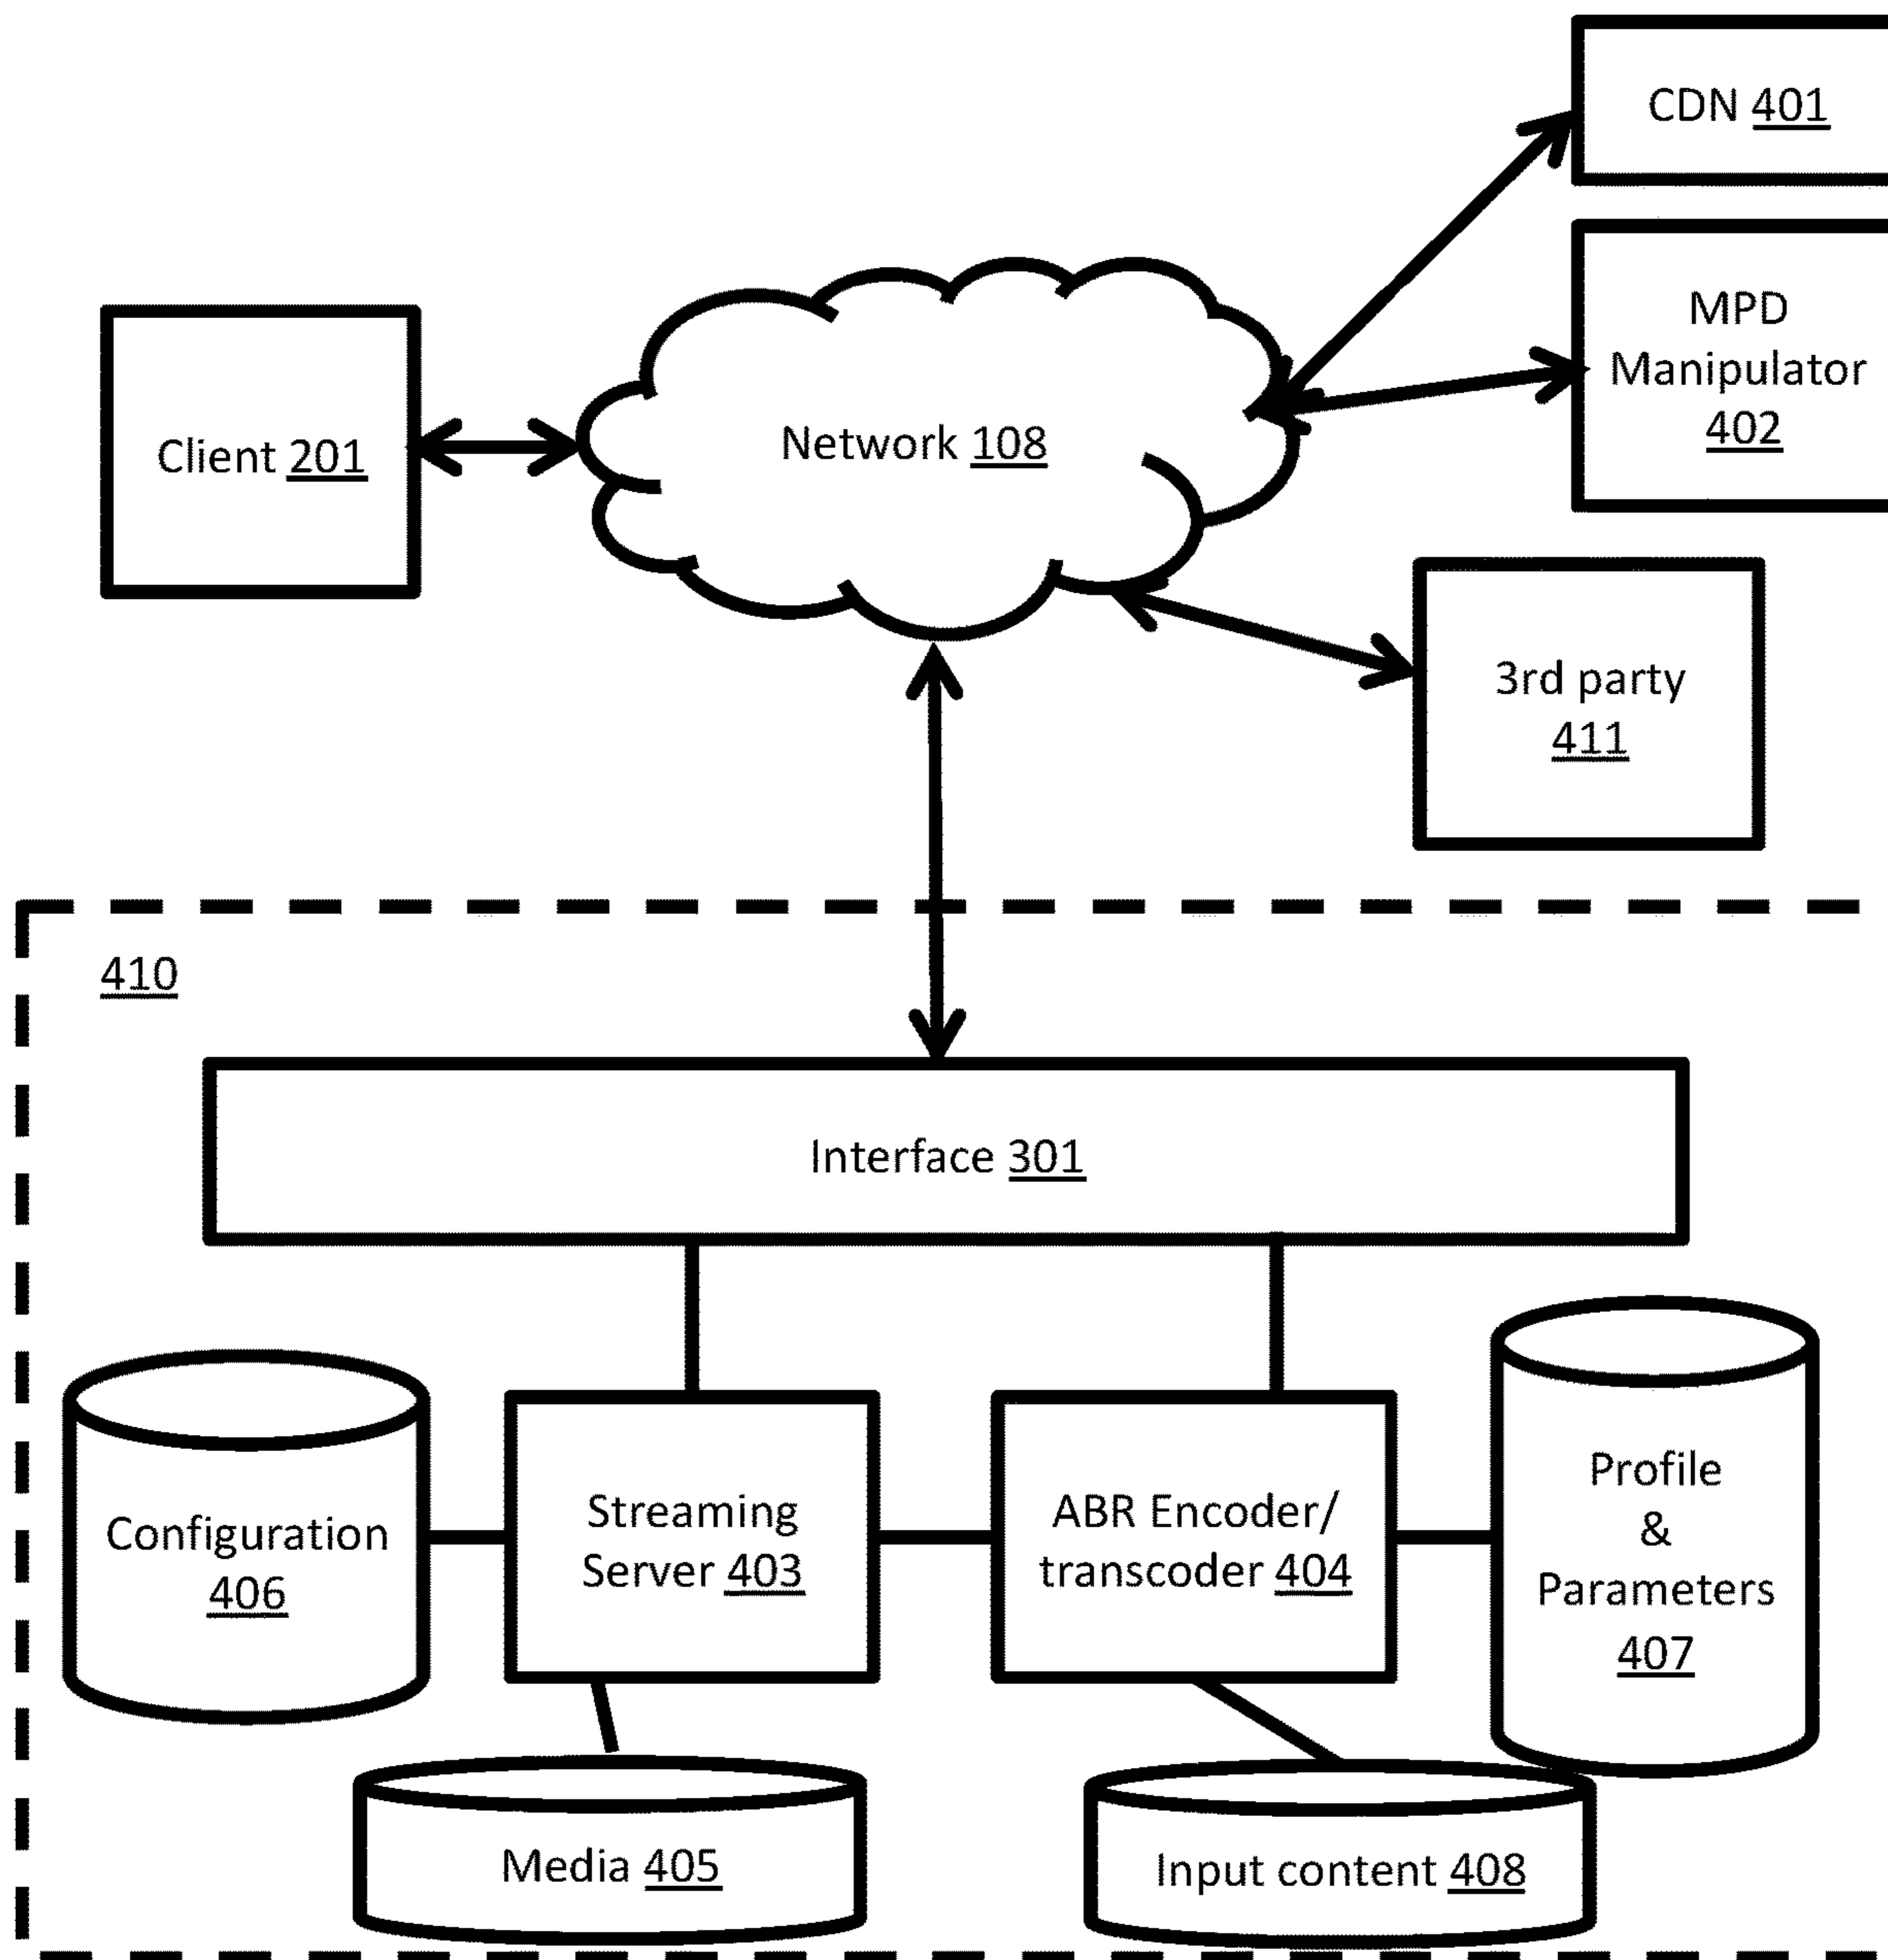 CDN 401
MPD
Manipulator
402
Client 201
Network 108
3rd party
411
410
Interface 301
Configuration
406
Streaming
Server 403
ABR Encoder/
transcoder 404
Profile
&
Parameters
407
Media 405
Input content 408